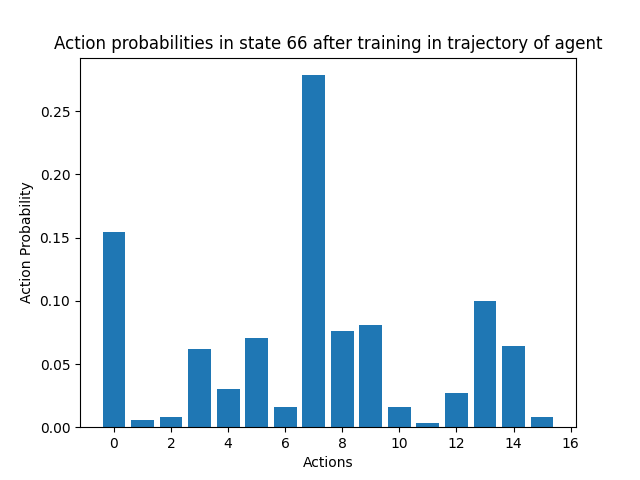 Action probabilities in state 66 after training in trajectory of agent
0.25
0.20
0.15
0.10
0.05
0.00
Action Probability
0 2 4 6 8 10 12 14 16
Actions